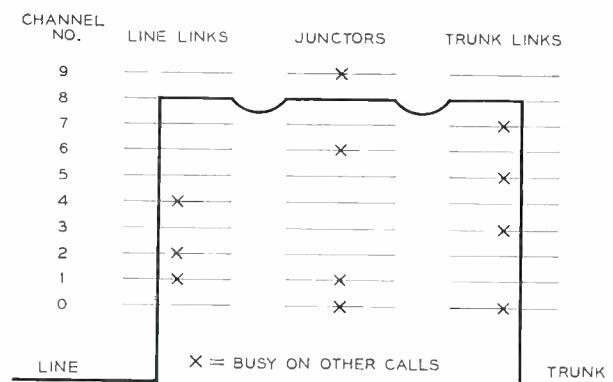 CHANNEL
NO.
LINE LINKS
JUNCTORS
TRUNK LINKS
9
8
7
6
5
4
3
2
1
0
LINE
X = BUSY ON OTHER CALLS
TRUNK